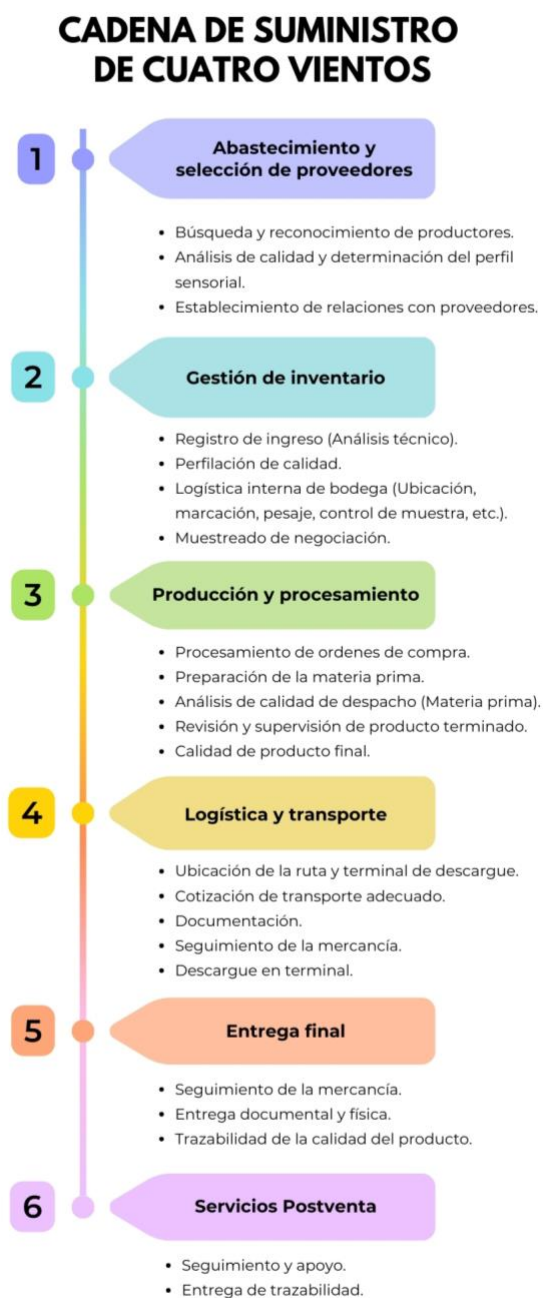 CADENA DE SUMINISTRO
DE CUATRO VIENTOS
1
Abastecimiento y
selección de proveedores
• Búsqueda y reconocimiento de productores.
• Análisis de calidad y determinación del perfil
sensorial.
• Establecimiento de relaciones con proveedores.
2
Gestión de inventario
• Registro de ingreso (Análisis técnico).
• Perfilación de calidad.
• Logística interna de bodega (Ubicación,
marcación, pesaje, control de muestra, etc.).
• Muestreado de negociación.
3
Producción y procesamiento
• Procesamiento de ordenes de compra.
• Preparación de la materia prima.
• Análisis de calidad de despacho (Materia prima).
• Revisión y supervisión de producto terminado.
• Calidad de producto final.
4
Logística y transporte
• Ubicación de la ruta y terminal de descargue.
• Cotización de transporte adecuado.
• Documentación.
• Seguimiento de la mercancía.
• Descargue en terminal.
5
Entrega final
• Seguimiento de la mercancía.
• Entrega documental y física.
• Trazabilidad de la calidad del producto.
6
Servicios Postventa
• Seguimiento y apoyo.
• Entrega de trazabilidad.